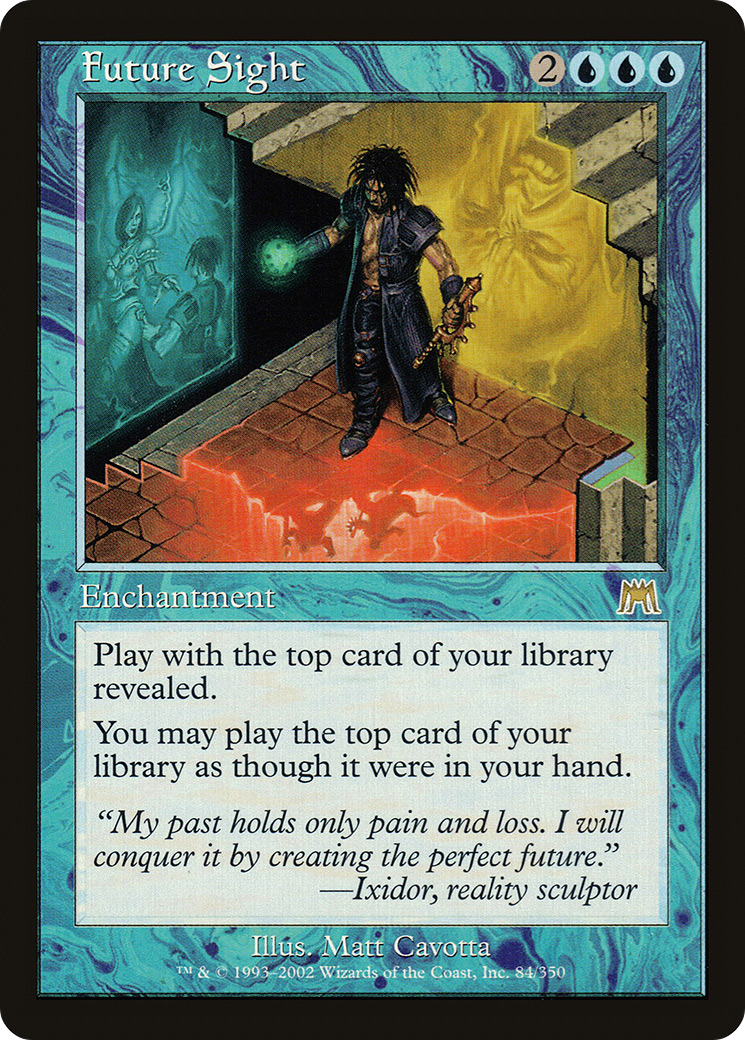 Future Sight 2
Enchantment
Play with the top card of your library
revealed.
You may play the top card of your
library as though it were in your hand.
“My past holds only pain and loss. I will
conquer it by creating the perfect future.”
—Ixidor, reality sculptor
Illus. Matt Cavotta
™ & © 1993–2002 Wizards of the Coast, Inc. 84/350